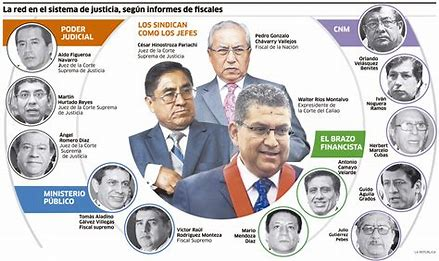 La red en el sistema de justicia, según informes de fiscales
PODER
JUDICIAL
Aldo Figueroa
Navarro
Juez de la Corte
Suprema de Justicia
Martín
Hurtado Reyes
Juez de la Corte
Suprema de
Justicia
Ángel
Romero Díaz
Juez de la Corte
Suprema de
Justicia
MINISTERIO
PÚBLICO
Tomás Aladino
Gálvez Villegas
Fiscal supremo
Víctor Raúl
Rodríguez Monteza
Fiscal Supremo
LOS SINDICAN
COMO LOS JEFES
César Hinostroza Pariachi
Juez de la Corte
Suprema de Justicia
Pedro Gonzalo
Chávarry Vallejos
Fiscal de la Nación
Walter Ríos Montalvo
Expresidente de
la Corte del Callao
CNM
Orlando
Velásquez
Benites
Iván
Noguera
Ramos
Herbert
Marcelo
Cubas
Guido
Aguila
Grados
Julio
Gutiérrez
Pebes
EL BRAZO
FINANCISTA
Antonio
Camayo
Velarde
Mario
Mendoza
Díaz
LA REPÚBLICA